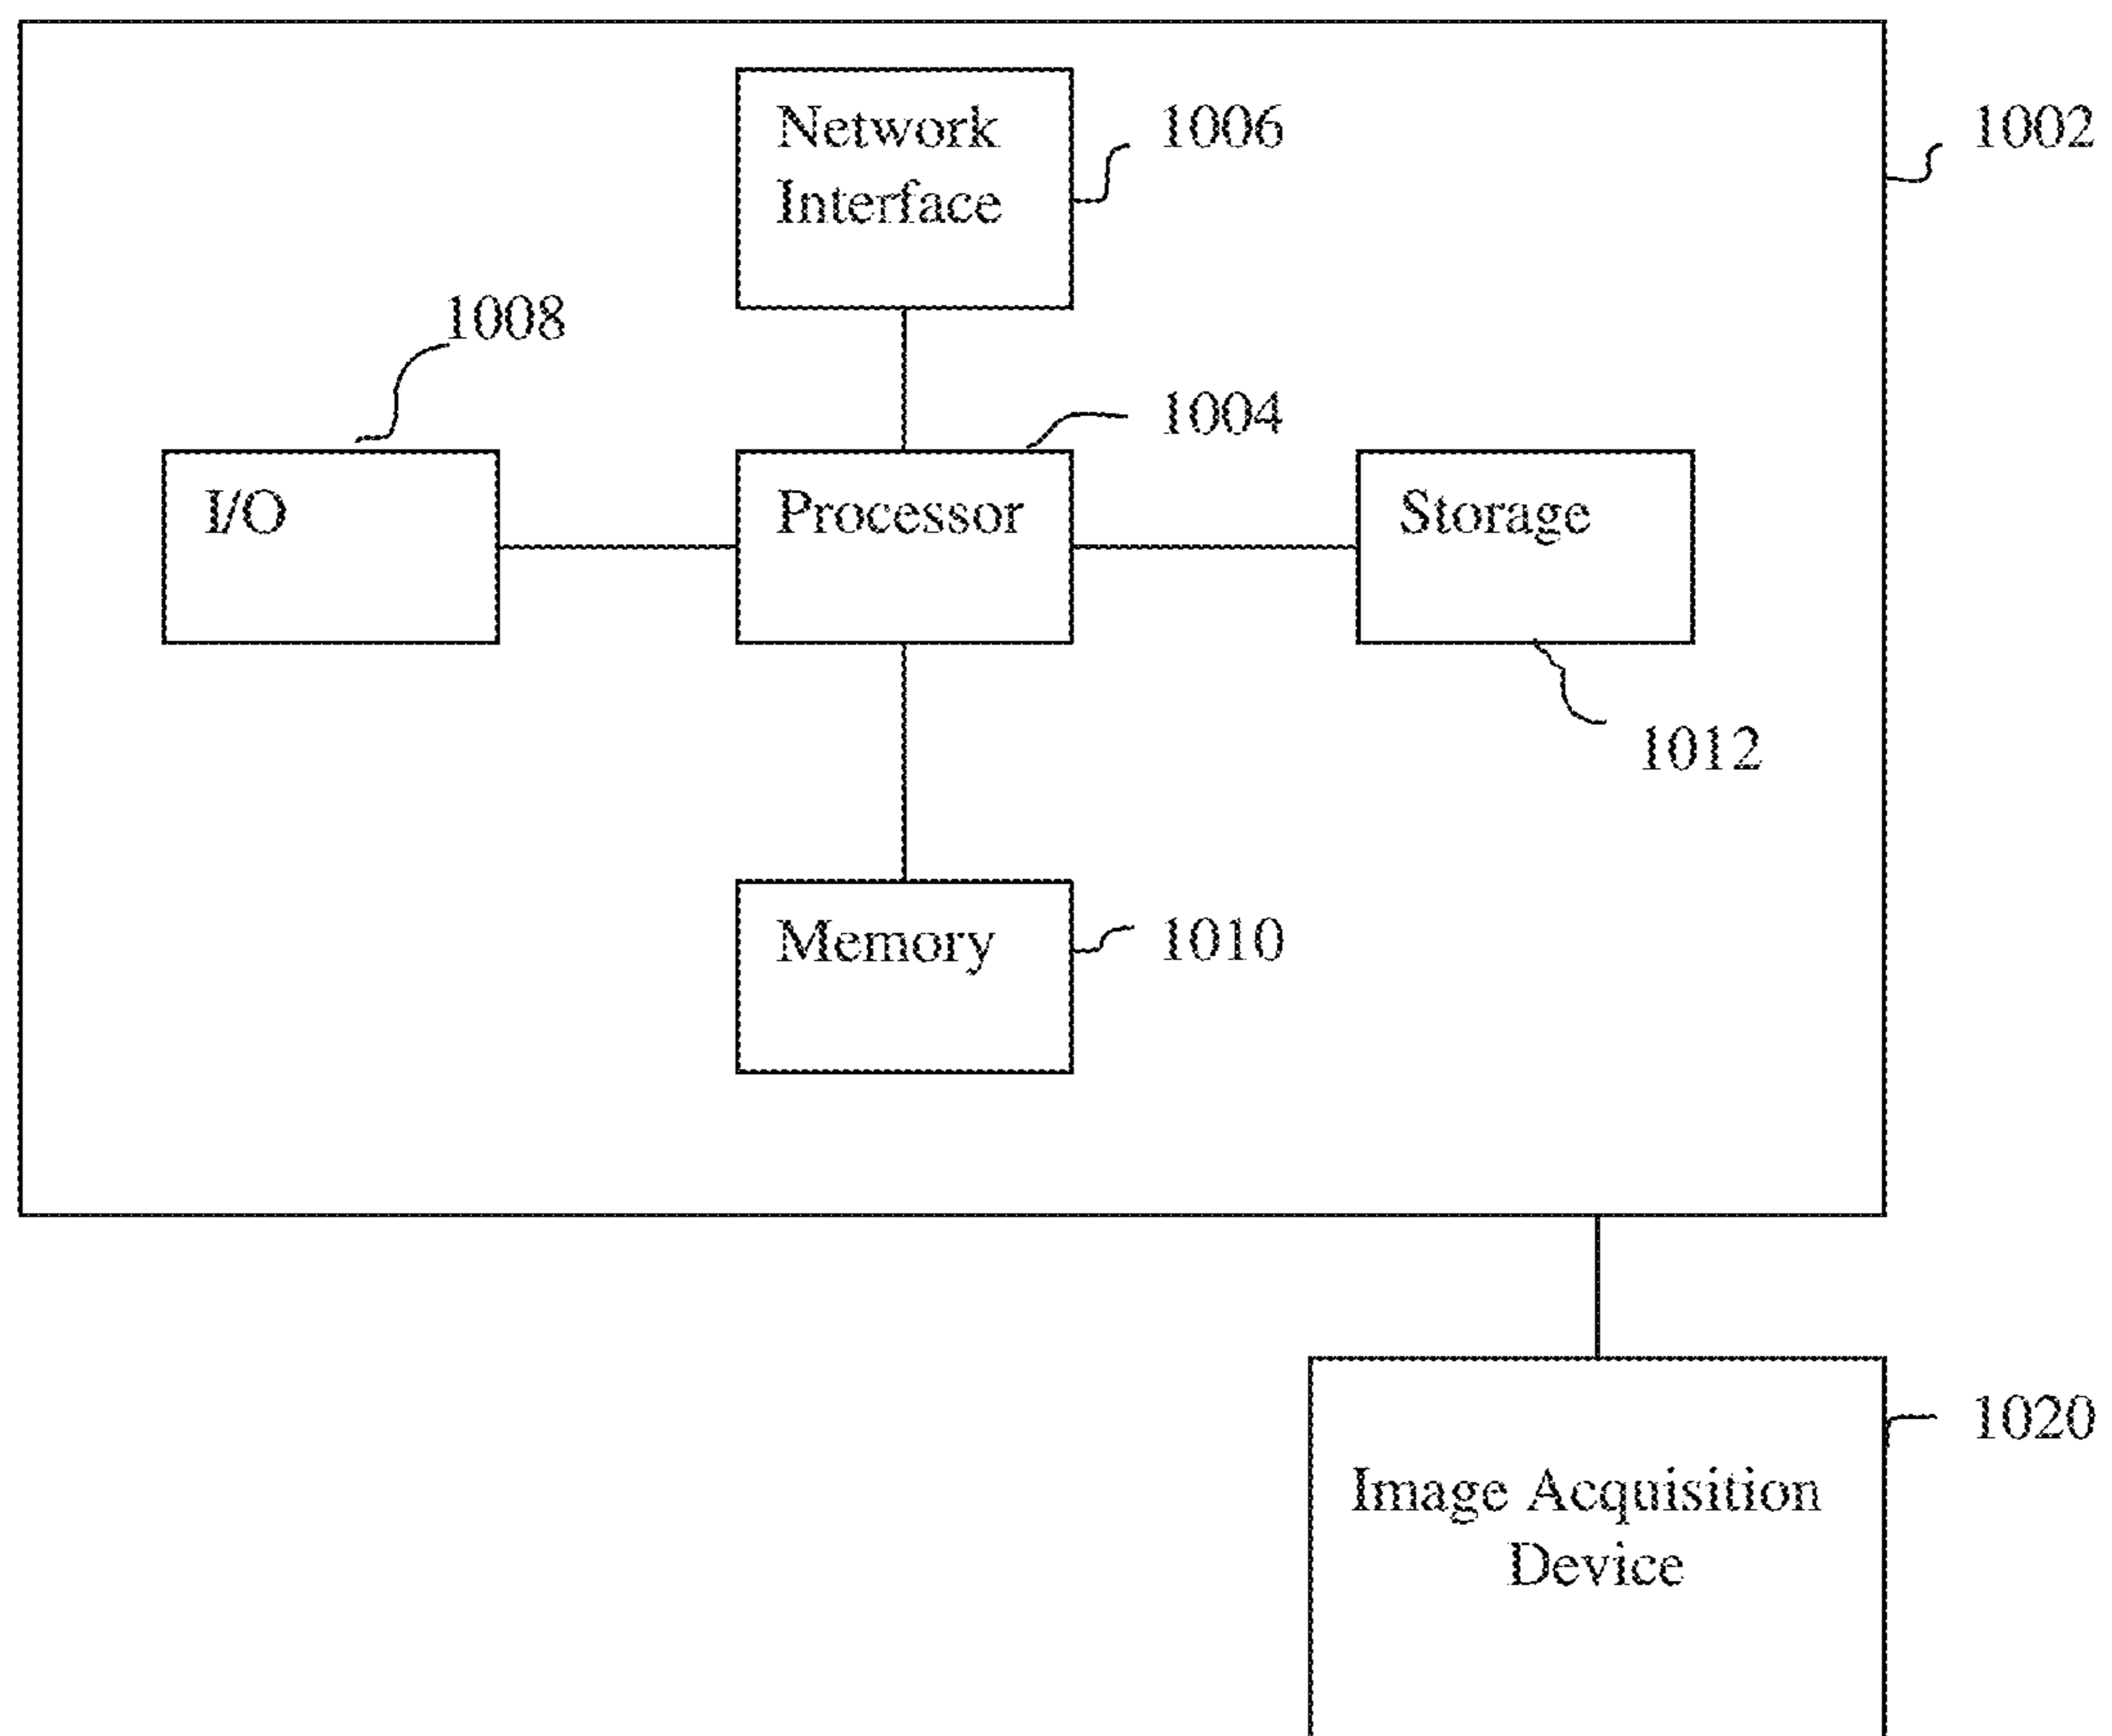 Network
Interface
1006
1002
1008
1004
I/O
Processor
Storage
1012
Memory
1010
1020
Image Acquisition
Device